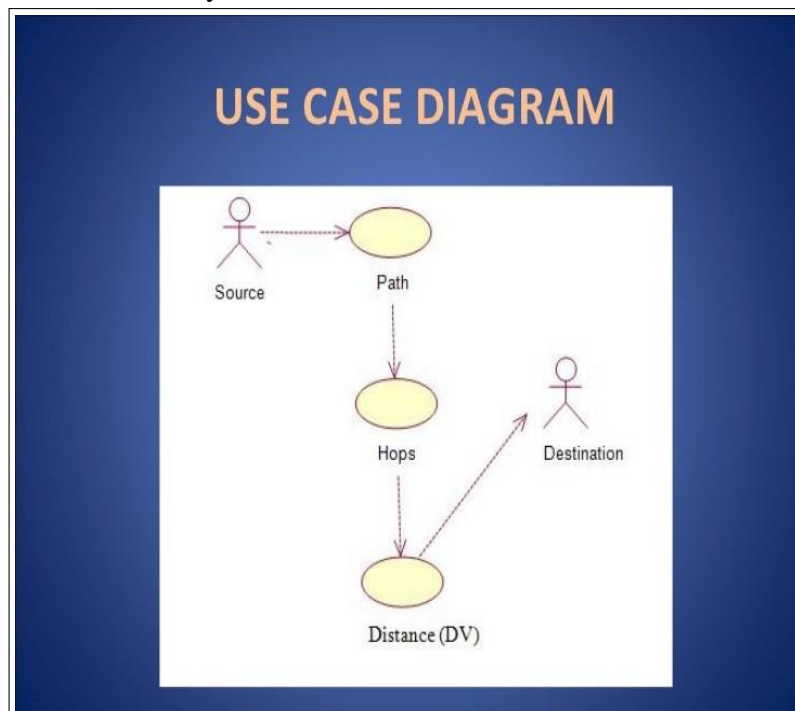 USE CASE DIAGRAM
Source
Path
Hops
Destination
Distance (DV)